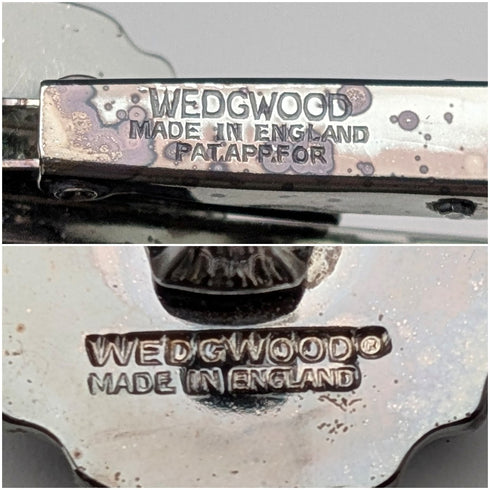 WEDGWOOD
MADE IN ENGLAND
PAT.APP.FOR
WEDGWOOD®
MADE IN ENGLAND